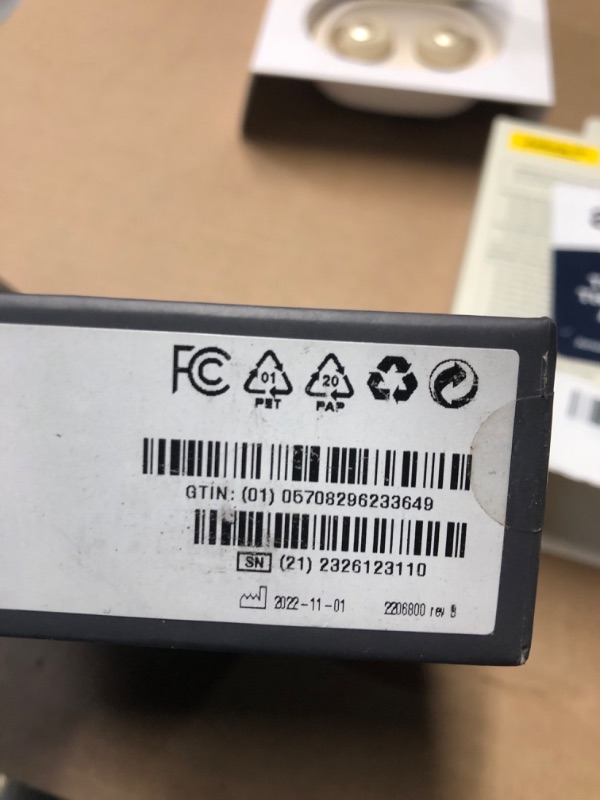 FC
01 20
PET PAP
GTIN: (01) 05708296233649
SN (21) 2326123110
2022-11-01 2206800 rev B